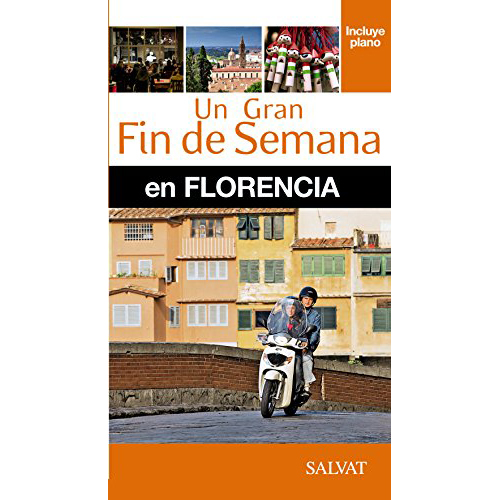 Incluye
plano
Un Gran
Fin de Semana
en FLORENCIA
SALVAT